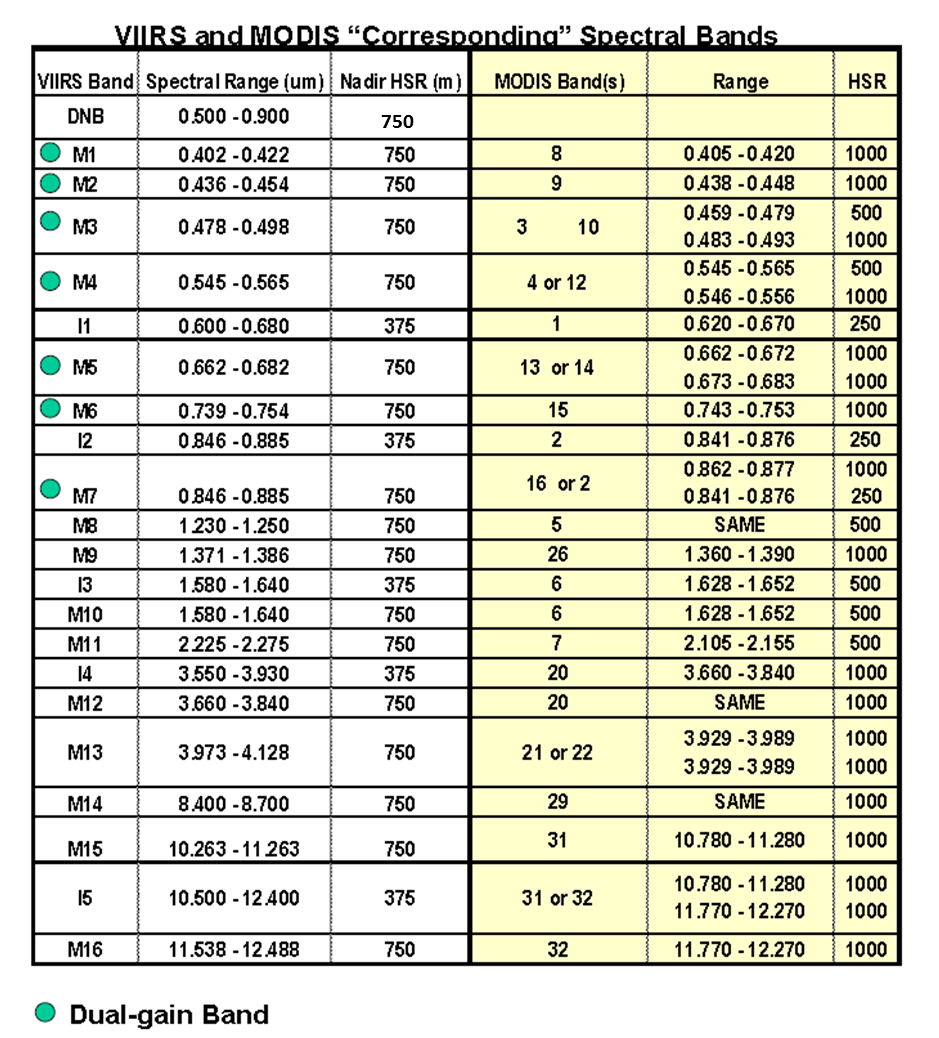 VIIRS and MODIS “Corresponding” Spectral Bands
VIIRS Band Spectral Range (um) Nadir HSR (m) MODIS Band(s) Range HSR
DNB 0.500 - 0.900 750
M1 0.402 - 0.422 750 8 0.405 - 0.420 1000
M2 0.436 - 0.454 750 9 0.438 - 0.448 1000
M3 0.478 - 0.498 750 3 10 0.459 - 0.479 500
0.483 - 0.493 1000
M4 0.545 - 0.565 750 4 or 12 0.545 - 0.565 500
0.546 - 0.556 1000
I1 0.600 - 0.680 375 1 0.620 - 0.670 250
M5 0.662 - 0.682 750 13 or 14 0.662 - 0.672 1000
0.673 - 0.683 1000
M6 0.739 - 0.754 750 15 0.743 - 0.753 1000
I2 0.846 - 0.885 375 2 0.841 - 0.876 250
M7 0.846 - 0.885 750 16 or 2 0.862 - 0.877 1000
0.841 - 0.876 250
M8 1.230 - 1.250 750 5 SAME 500
M9 1.371 - 1.386 750 26 1.360 - 1.390 1000
I3 1.580 - 1.640 375 6 1.628 - 1.652 500
M10 1.580 - 1.640 750 6 1.628 - 1.652 500
M11 2.225 - 2.275 750 7 2.105 - 2.155 500
I4 3.550 - 3.930 375 20 3.660 - 3.840 1000
M12 3.660 - 3.840 750 20 SAME 1000
M13 3.973 - 4.128 750 21 or 22 3.929 - 3.989 1000
3.929 - 3.989 1000
M14 8.400 - 8.700 750 29 SAME 1000
M15 10.263 - 11.263 750 31 10.780 - 11.280 1000
I5 10.500 - 12.400 375 31 or 32 10.780 - 11.280 1000
11.770 - 12.270 1000
M16 11.538 - 12.488 750 32 11.770 - 12.270 1000
Dual-gain Band